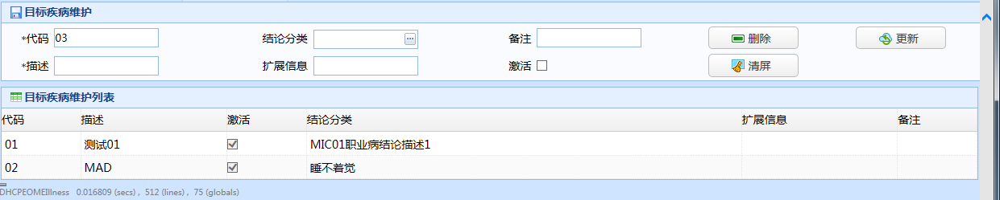 目标疾病维护
*代码 03 结论分类 ... 备注 删除 更新
*描述 扩展信息 激活 清屏
目标疾病维护列表
代码 描述 激活 结论分类 扩展信息 备注
01 测试01 MIC01职业病结论描述1
02 MAD 睡不着觉
DHCPEOMEIllness 0.016809 (secs) , 512 (lines) , 75 (globals)